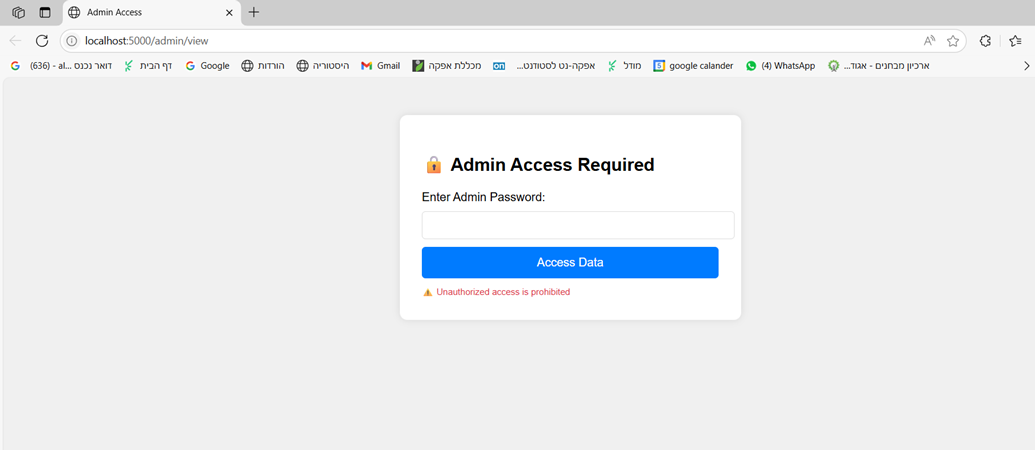 Admin Access
localhost:5000/admin/view
(636) - al... דואר נכנס
דף הבית
Google
הורדות
היסטוריה
Gmail
מכללת אפקה
on
אפקה-נט לסטודנט...
מודל
5
google calander
(4) WhatsApp
ארכיון מבחנים - אגוד...
Admin Access Required
Enter Admin Password:
Access Data
Unauthorized access is prohibited